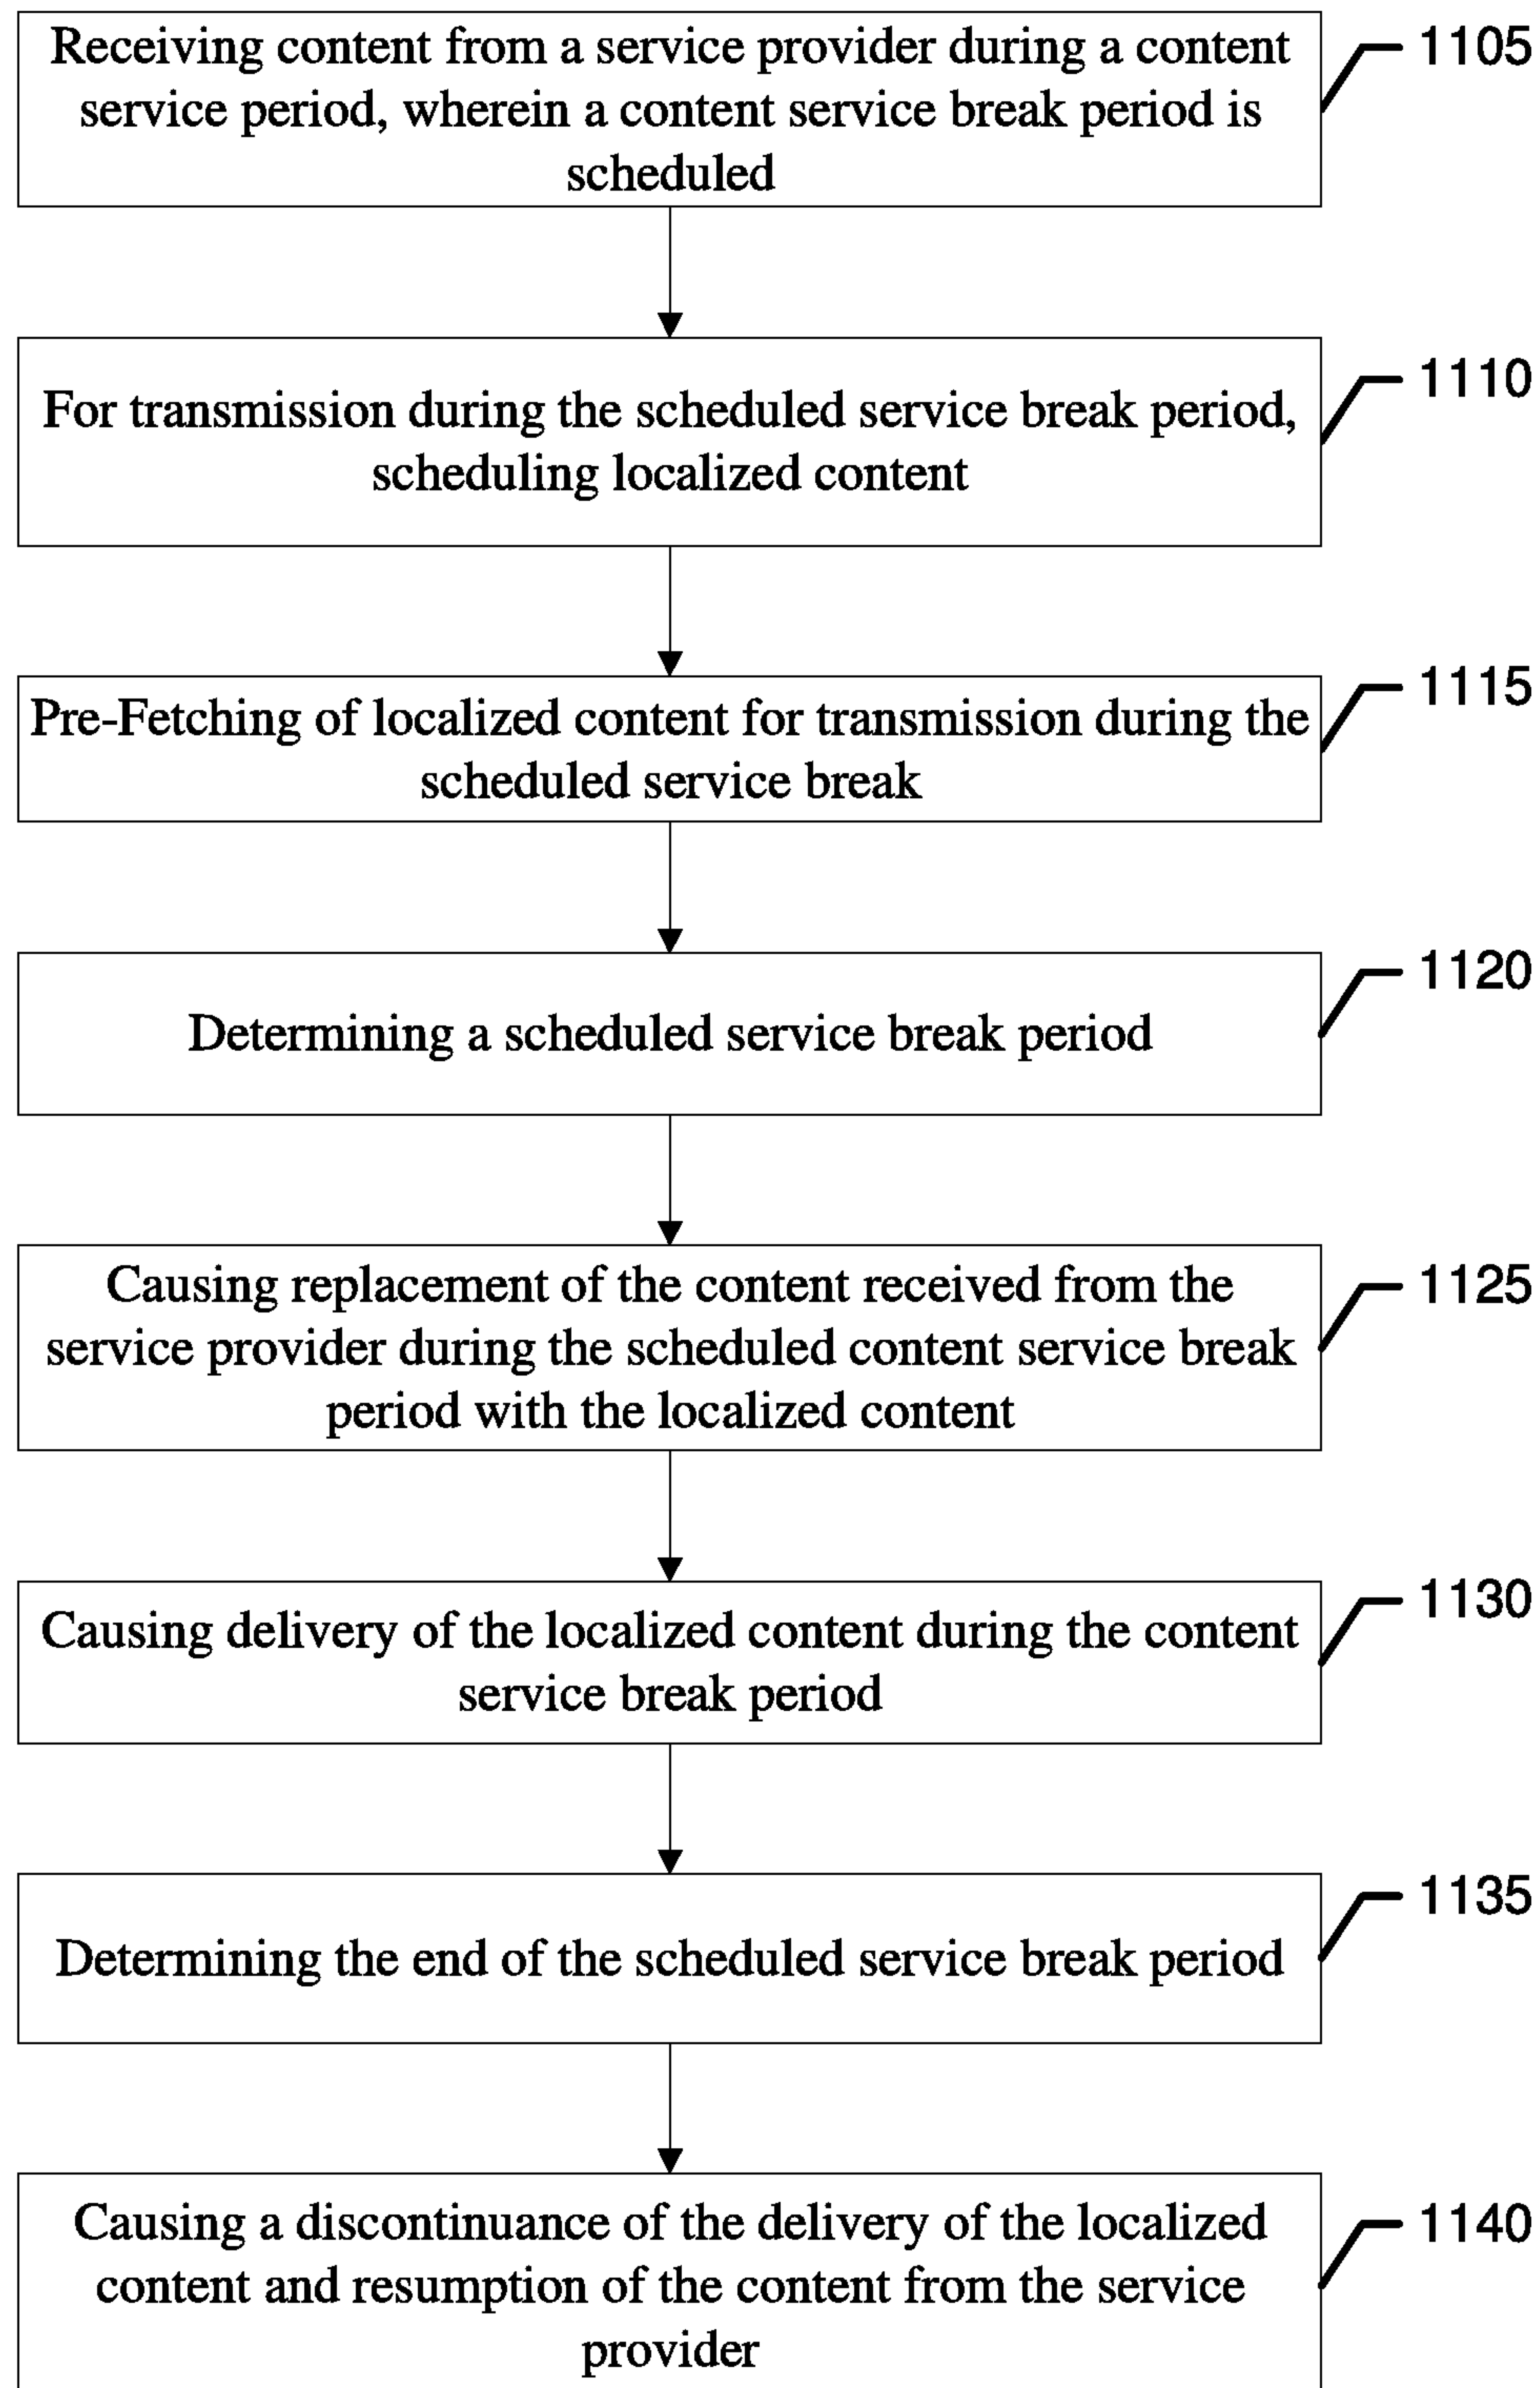 Receiving content from a service provider during a content
service period, wherein a content service break period is
scheduled
1105
For transmission during the scheduled service break period,
scheduling localized content
1110
Pre-Fetching of localized content for transmission during the
scheduled service break
1115
Determining a scheduled service break period
1120
Causing replacement of the content received from the
service provider during the scheduled content service break
period with the localized content
1125
Causing delivery of the localized content during the content
service break period
1130
Determining the end of the scheduled service break period
1135
Causing a discontinuance of the delivery of the localized
content and resumption of the content from the service
provider
1140